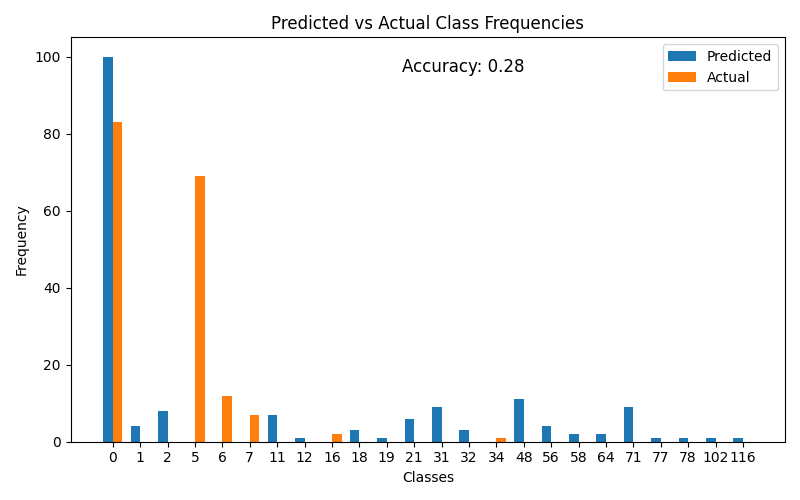 Predicted vs Actual Class Frequencies
Accuracy: 0.28
Predicted
Actual
Frequency
100
80
60
40
20
0
0 1 2 5 6 7 11 12 16 18 19 21 31 32 34 48 56 58 64 71 77 78 102 116
Classes